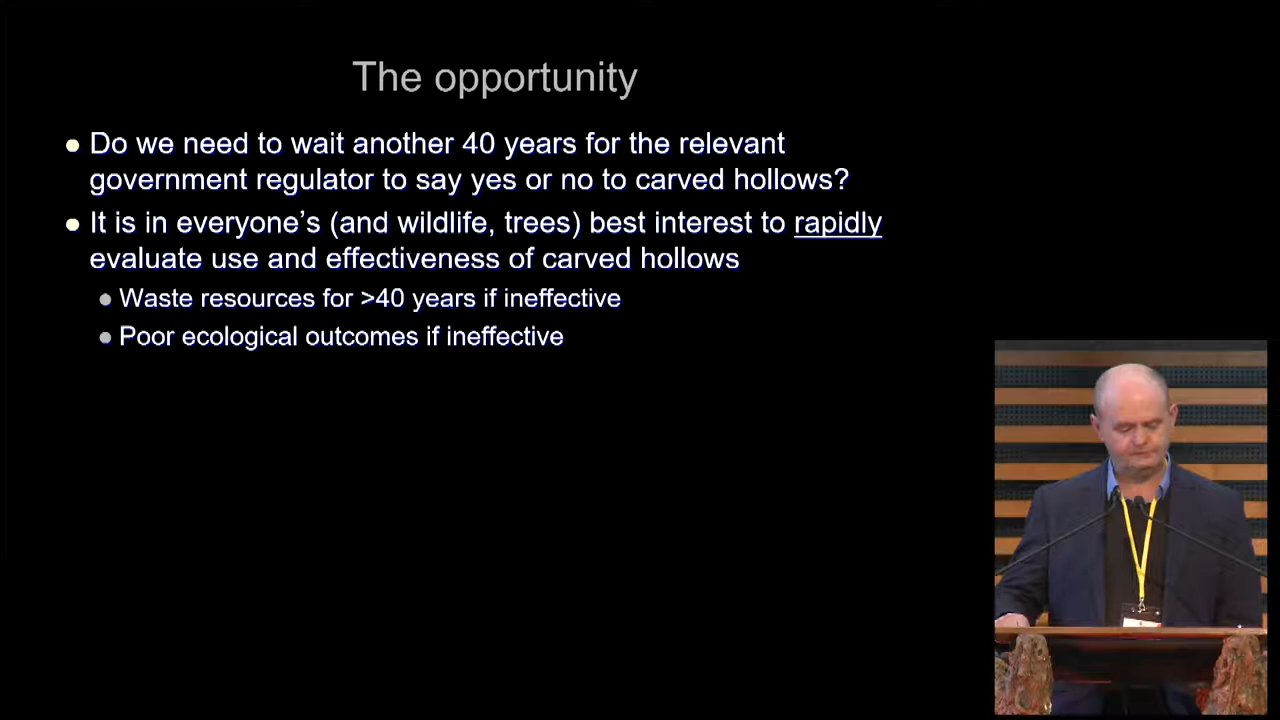 The opportunity
Do we need to wait another 40 years for the relevant
government regulator to say yes or no to carved hollows?
It is in everyone’s (and wildlife, trees) best interest to rapidly
evaluate use and effectiveness of carved hollows
Waste resources for >40 years if ineffective
Poor ecological outcomes if ineffective